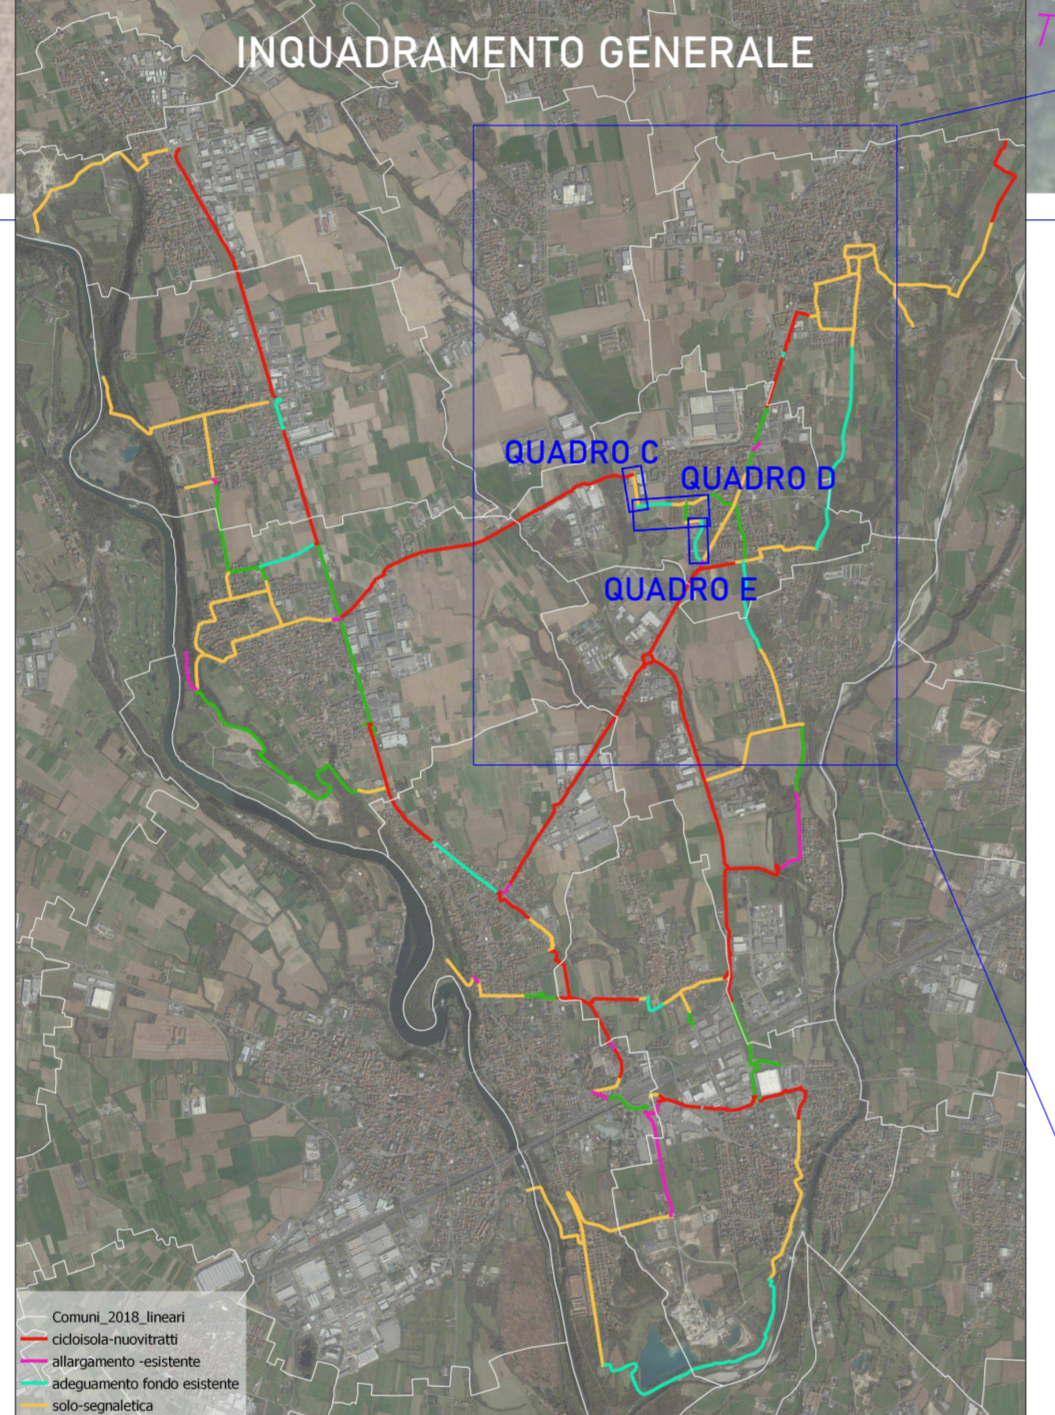 INQUADRAMENTO GENERALE
QUADRO C
QUADRO D
QUADRO E
Comuni_2018_lineari
cicloisola-nuovitratti
allargamento -esistente
adeguamento fondo esistente
solo-segnaletica